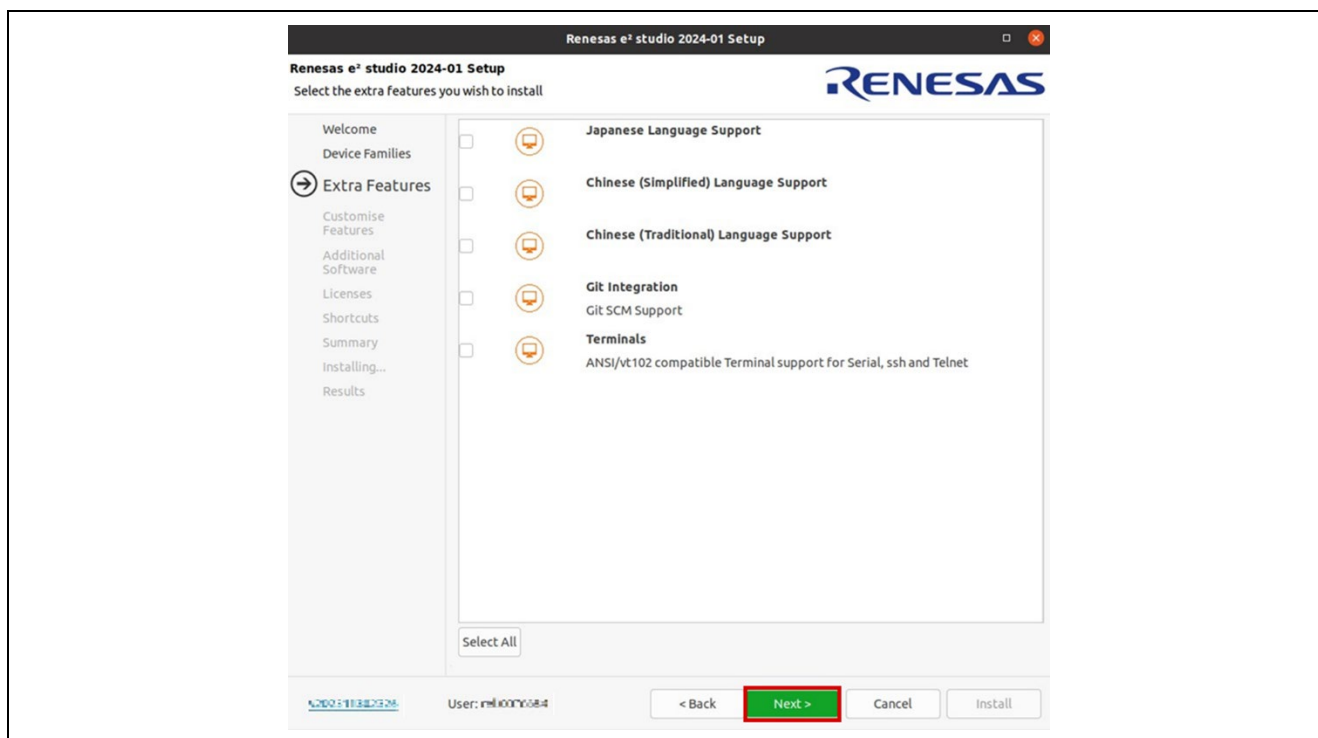 Renesas e² studio 2024-01 Setup
Renesas e² studio 2024-01 Setup
Select the extra features you wish to install
RENESAS
Welcome
Device Families
Extra Features
Customise
Features
Additional
Software
Licenses
Shortcuts
Summary
Installing...
Results
Japanese Language Support
Chinese (Simplified) Language Support
Chinese (Traditional) Language Support
Git Integration
Git SCM Support
Terminals
ANSI/vt102 compatible Terminal support for Serial, ssh and Telnet
Select All
User:
< Back
Next >
Cancel
Install